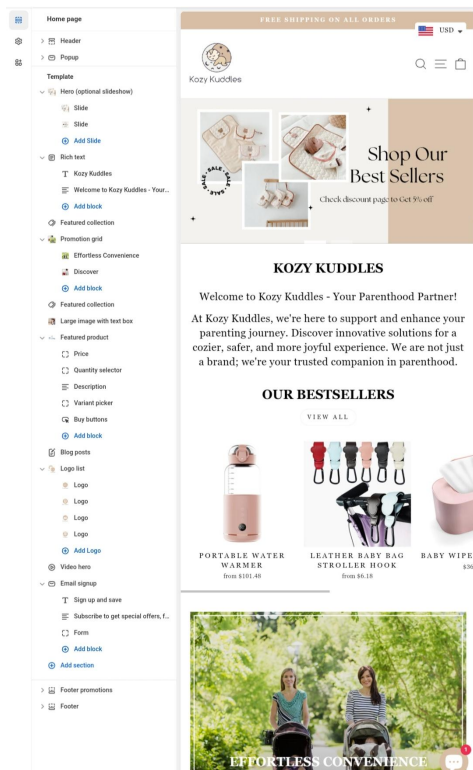 Home page
Header
Popup
Template
Hero (optional slideshow)
Slide
Slide
Add Slide
Rich text
Kozy Kuddles
Welcome to Kozy Kuddles - Your...
Add block
Featured collection
Promotion grid
Effortless Convenience
Discover
Add block
Featured collection
Large image with text box
Featured product
Price
Quantity selector
Description
Variant picker
Buy buttons
Add block
Blog posts
Logo list
Logo
Logo
Logo
Logo
Add Logo
Video hero
Email signup
Sign up and save
Subscribe to get special offers, f...
Form
Add block
Add section
Footer promotions
Footer
FREE SHIPPING ON ALL ORDERS
USD
Kozy Kuddles
SALE SALE SALE SALE
Shop Our
Best Sellers
Check discount page to Get 5% off
KOZY KUDDLES
Welcome to Kozy Kuddles - Your Parenthood Partner!
At Kozy Kuddles, we're here to support and enhance your
parenting journey. Discover innovative solutions for a
cozier, safer, and more joyful experience. We are not just
a brand; we're your trusted companion in parenthood.
OUR BESTSELLERS
VIEW ALL
PORTABLE WATER
WARMER
from $101.48
LEATHER BABY BAG
STROLLER HOOK
from $6.18
BABY WIPE
$36
EFFORTLESS CONVENIENCE
1